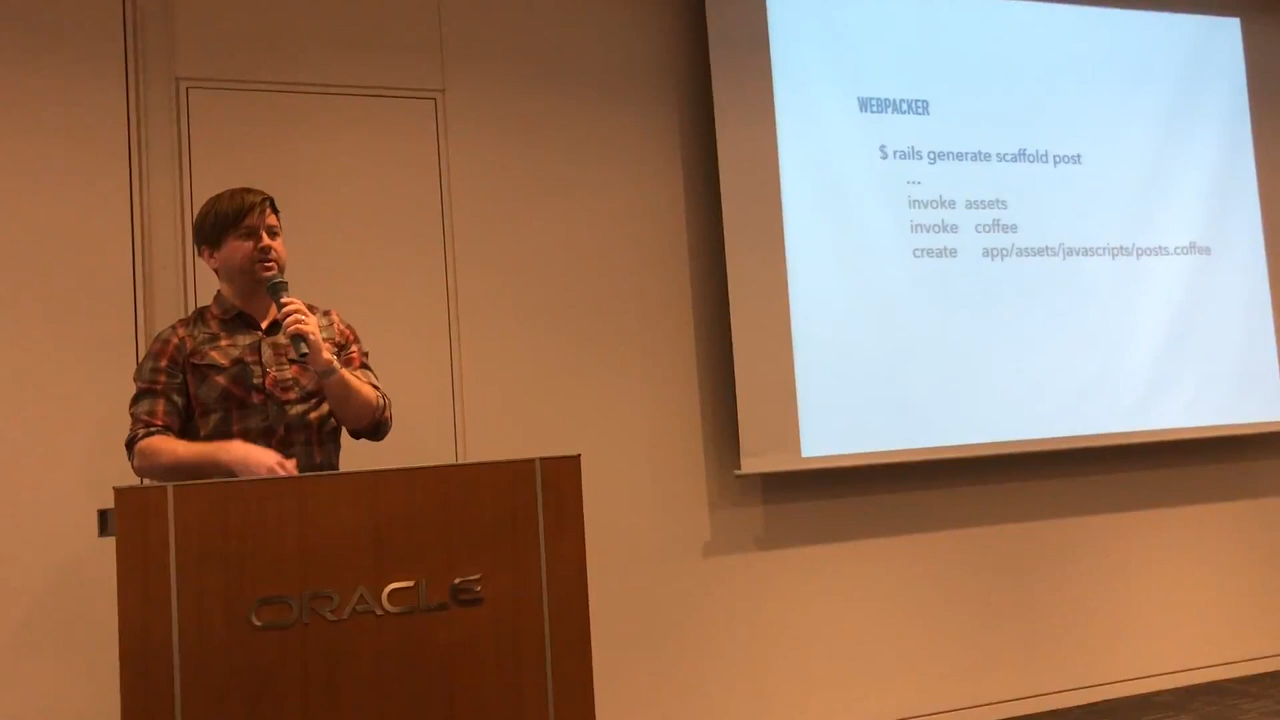 WEBPACKER
$ rails generate scaffold post
...
invoke assets
invoke coffee
create app/assets/javascripts/posts.coffee
ORACLE